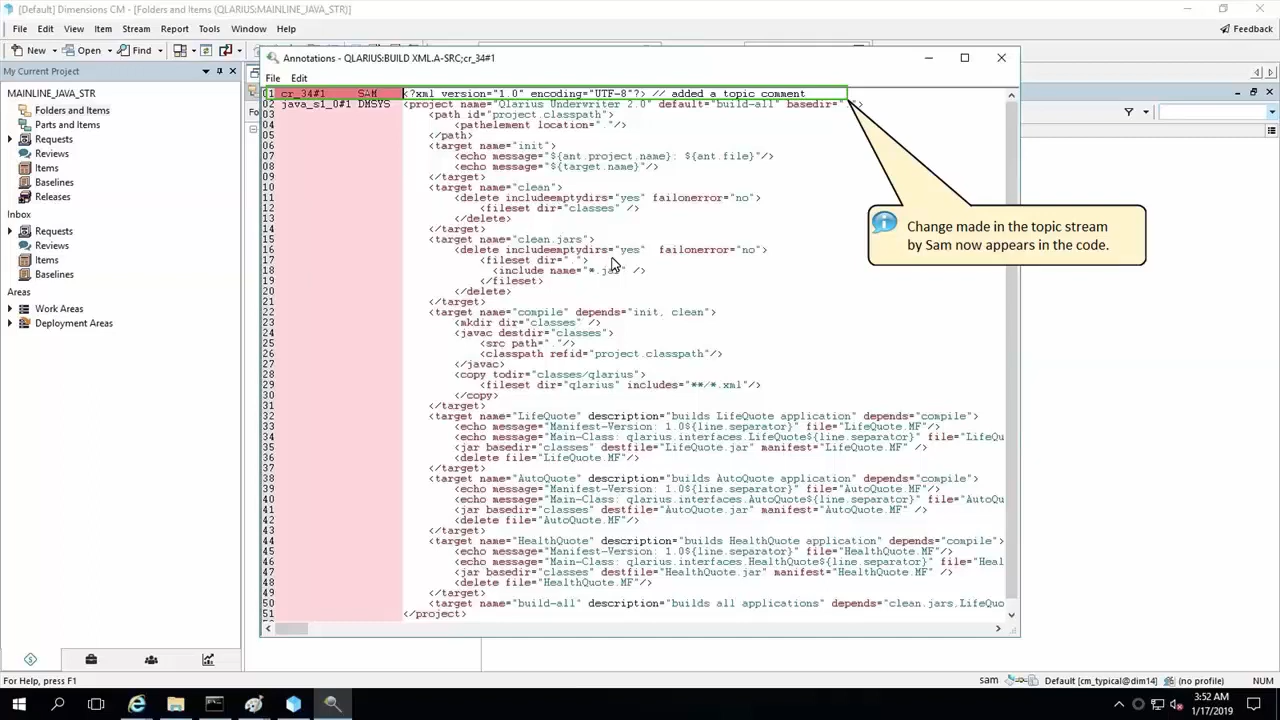 [Default] Dimensions CM - [Folders and Items (QLARIUS:MAINLINE_JAVA_STR)]
File Edit View Item Stream Report Tools Window Help
Feedback
New Open Find
My Current Project
MAINLINE_JAVA_STR
Folders and Items
Parts and Items
Requests
Reviews
Items
Baselines
Releases
Inbox
Requests
Reviews
Items
Baselines
Areas
Work Areas
Deployment Areas
Annotations - QLARIUS:BUILD XML.A-SRC;cr_34#1
File Edit
01 cr_34#1 SAM <?xml version="1.0" encoding="UTF-8"?> // added a topic comment
02 java_s1_0#1 DMSYS <project name="Qlarius Underwriter 2.0" default="build-all" basedir=".">
03 <path id="project.classpath">
04 <pathelement location="."/>
05 </path>
06 <target name="init">
07 <echo message="${ant.project.name}: ${ant.file}"/>
08 <echo message="${target.name}"/>
09 </target>
10 <target name="clean">
11 <delete includeemptydirs="yes" failonerror="no">
12 <fileset dir="classes" />
13 </delete>
14 </target>
15 <target name="clean.jars">
16 <delete includeemptydirs="yes" failonerror="no">
17 <fileset dir=".">
18 <include name="*.jar" />
19 </fileset>
20 </delete>
21 </target>
22 <target name="compile" depends="init, clean">
23 <mkdir dir="classes" />
24 <javac destdir="classes">
25 <src path="."/>
26 <classpath refid="project.classpath"/>
27 </javac>
28 <copy todir="classes/qlarius">
29 <fileset dir="qlarius" includes="**/*.xml"/>
30 </copy>
31 </target>
32 <target name="LifeQuote" description="builds LifeQuote application" depends="compile">
33 <echo message="Manifest-Version: 1.0${line.separator}" file="LifeQuote.MF"/>
34 <echo message="Main-Class: qlarius.interfaces.LifeQuote${line.separator}" file="LifeQu
35 <jar basedir="classes" destfile="LifeQuote.jar" manifest="LifeQuote.MF" />
36 <delete file="LifeQuote.MF"/>
37 </target>
38 <target name="AutoQuote" description="builds AutoQuote application" depends="compile">
39 <echo message="Manifest-Version: 1.0${line.separator}" file="AutoQuote.MF"/>
40 <echo message="Main-Class: qlarius.interfaces.AutoQuote${line.separator}" file="AutoQu
41 <jar basedir="classes" destfile="AutoQuote.jar" manifest="AutoQuote.MF" />
42 <delete file="AutoQuote.MF"/>
43 </target>
44 <target name="HealthQuote" description="builds HealthQuote application" depends="compile">
45 <echo message="Manifest-Version: 1.0${line.separator}" file="HealthQuote.MF"/>
46 <echo message="Main-Class: qlarius.interfaces.HealthQuote${line.separator}" file="Heal
47 <jar basedir="classes" destfile="HealthQuote.jar" manifest="HealthQuote.MF" />
48 <delete file="HealthQuote.MF"/>
49 </target>
50 <target name="build-all" description="builds all applications" depends="clean.jars,LifeQuo
51 </project>
Change made in the topic stream
by Sam now appears in the code.
For Help, press F1
sam Default [cm_typical@dim14] (no profile) NUM
3:52 AM
1/17/2019